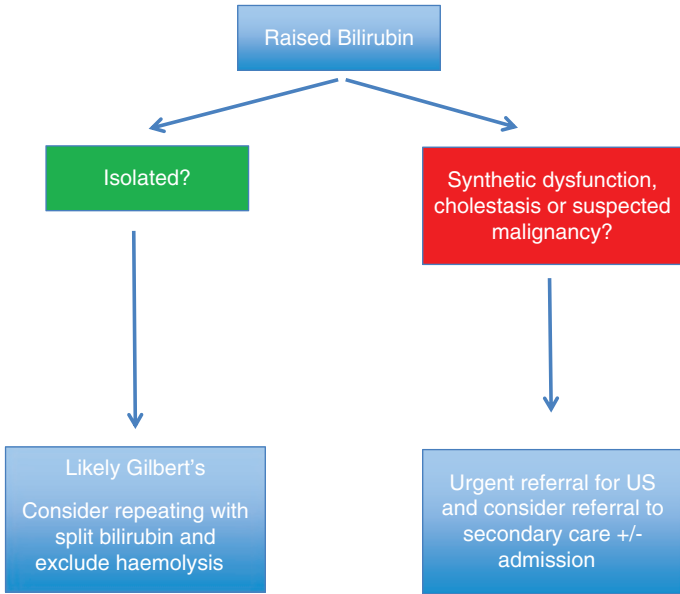 Raised Bilirubin
Isolated?
Synthetic dysfunction,
cholestasis or suspected
malignancy?
Likely Gilbert's
Consider repeating with
split bilirubin and
exclude haemolysis
Urgent referral for US
and consider referral to
secondary care +/-
admission